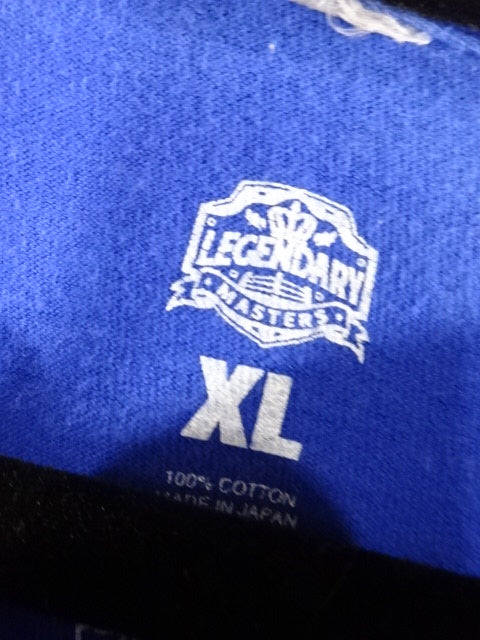 LEGENDARY
MASTERS
XL
100% COTTON
MADE IN JAPAN